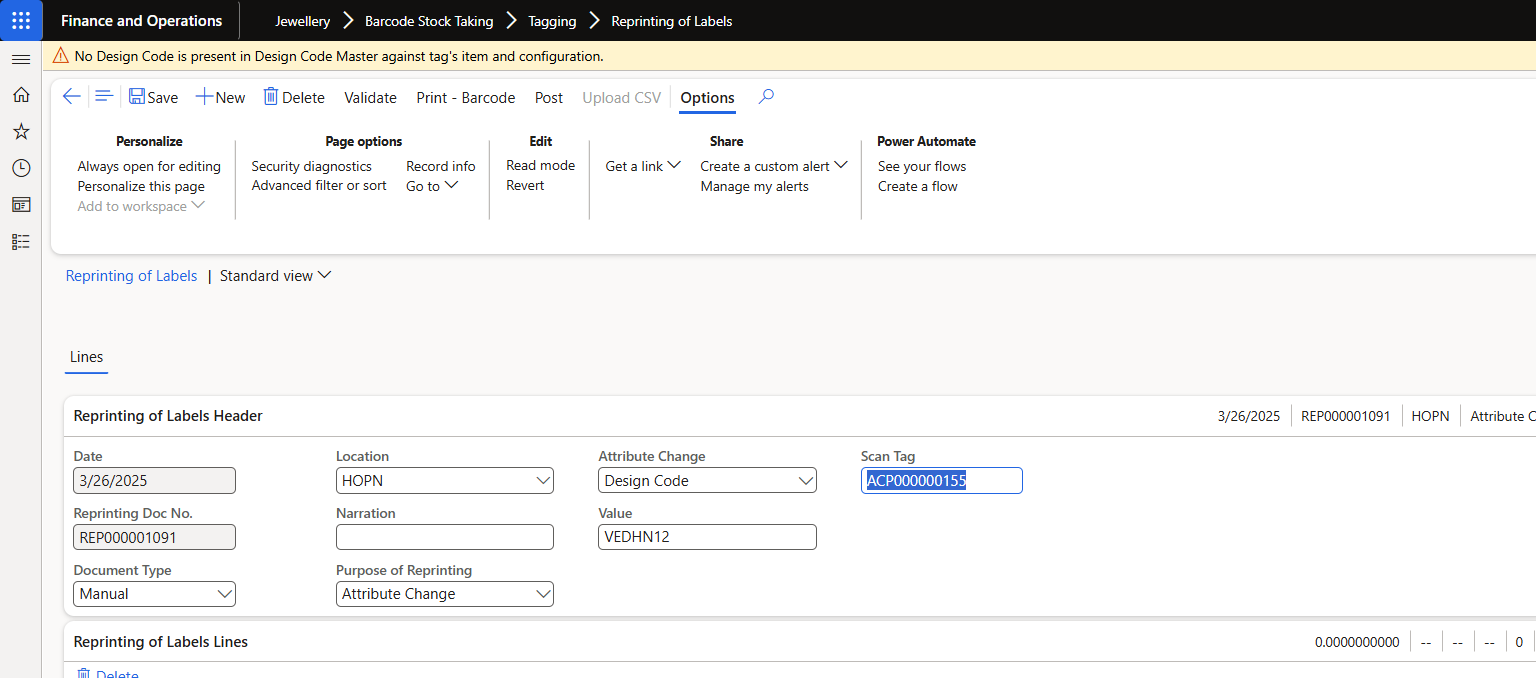 Finance and Operations Jewellery Barcode Stock Taking Tagging Reprinting of Labels
No Design Code is present in Design Code Master against tag's item and configuration.
Save New Delete Validate Print - Barcode Post Upload CSV Options
Personalize Page options Edit Share Power Automate
Always open for editing Security diagnostics Record info Read mode Get a link Create a custom alert See your flows
Personalize this page Advanced filter or sort Go to Revert Manage my alerts Create a flow
Add to workspace
Reprinting of Labels | Standard view
Lines
Reprinting of Labels Header 3/26/2025 REP000001091 HOPN Attribute C
Date Location Attribute Change Scan Tag
3/26/2025 HOPN Design Code ACP000000155
Reprinting Doc No. Narration Value
REP000001091 VEDHN12
Document Type Purpose of Reprinting
Manual Attribute Change
Reprinting of Labels Lines 0.0000000000 -- -- -- 0
Delete